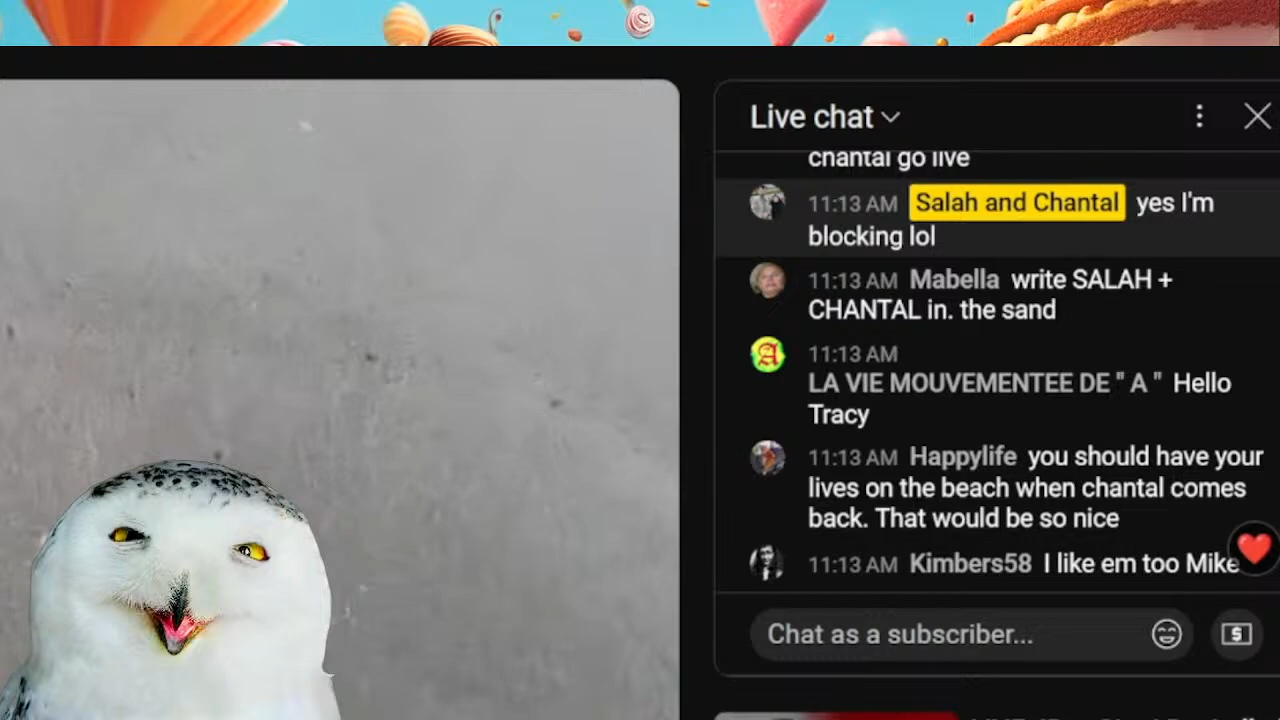 Live chat
chantal go live
11:13 AM Salah and Chantal yes I'm
blocking lol
11:13 AM Mabella write SALAH +
CHANTAL in. the sand
11:13 AM
LA VIE MOUVEMENTEE DE " A " Hello
Tracy
11:13 AM Happylife you should have your
lives on the beach when chantal comes
back. That would be so nice
11:13 AM Kimbers58 I like em too Mike
Chat as a subscriber...